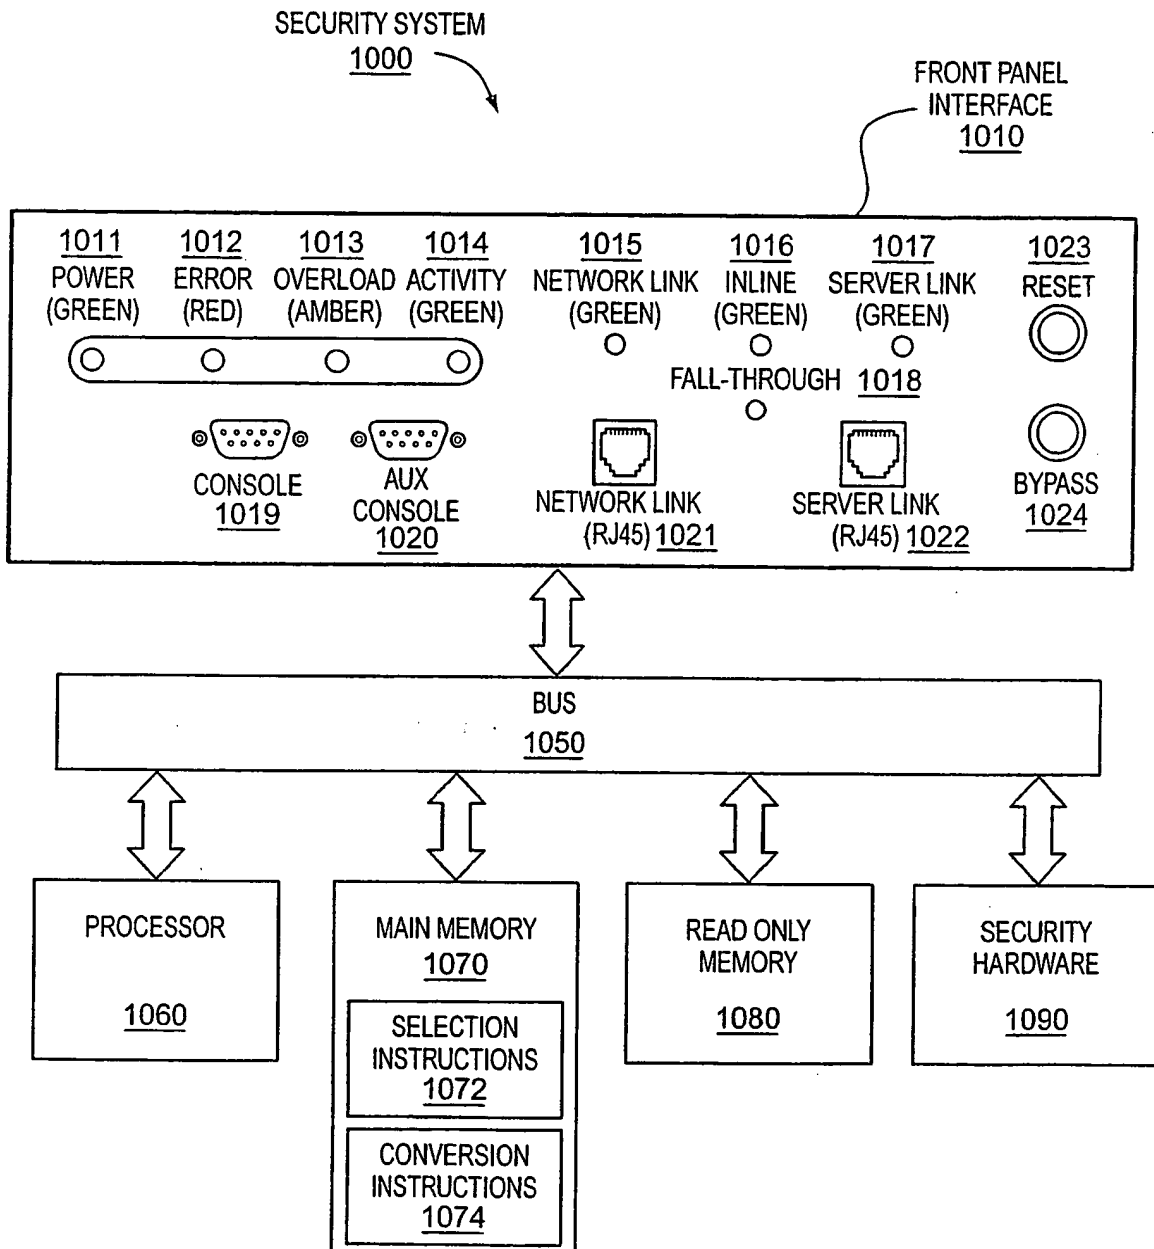 SECURITY SYSTEM
1000
FRONT PANEL
INTERFACE
1010
1011 1012 1013 1014 1015 1016 1017 1023
POWER ERROR OVERLOAD ACTIVITY NETWORK LINK INLINE SERVER LINK RESET
(GREEN) (RED) (AMBER) (GREEN) (GREEN) (GREEN) (GREEN)
FALL-THROUGH 1018
CONSOLE
1019
AUX
CONSOLE
1020
NETWORK LINK
(RJ45) 1021
SERVER LINK
(RJ45) 1022
BYPASS
1024
BUS
1050
PROCESSOR
1060
MAIN MEMORY
1070
SELECTION
INSTRUCTIONS
1072
CONVERSION
INSTRUCTIONS
1074
READ ONLY
MEMORY
1080
SECURITY
HARDWARE
1090